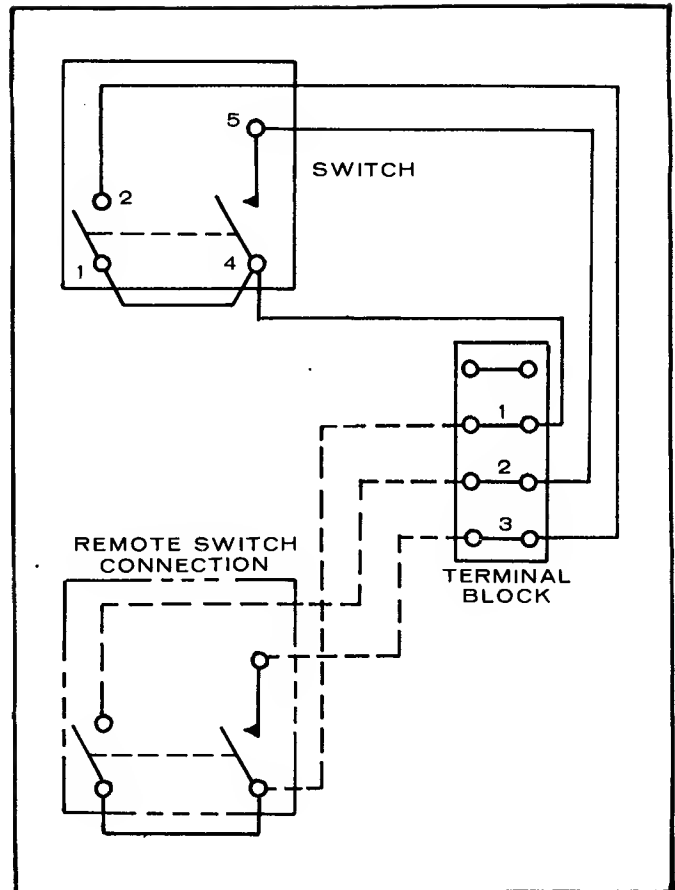 5
SWITCH
2
1
4
1
2
3
REMOTE SWITCH
CONNECTION
TERMINAL
BLOCK